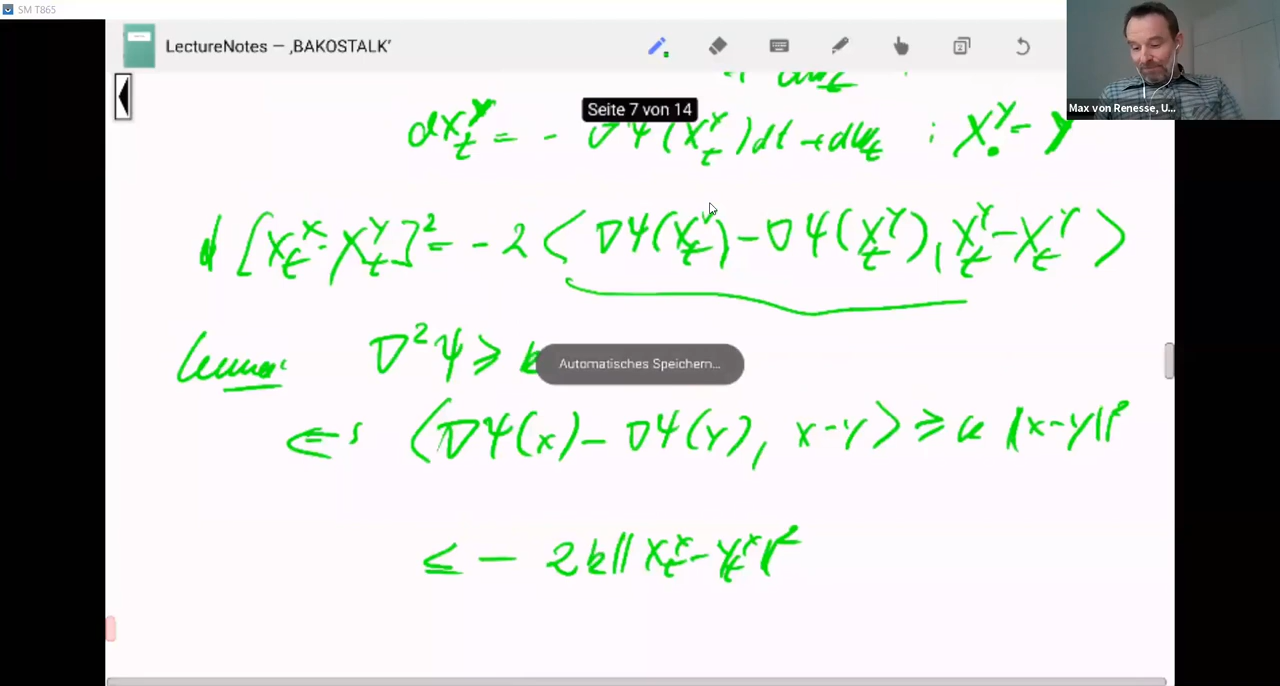 SM T865
LectureNotes – ‚BAKOSTALK'
Max von Renesse, U...
Seite 7 von 14
dX_t^y = - ∇Ψ(X_t^y)dt + dW_t ; X_0^y = y
d[X_t^x - X_t^y]^2 = -2⟨∇Ψ(X_t^x) - ∇Ψ(X_t^y), X_t^x - X_t^y⟩
Lemma: ∇²Ψ ≥ k
Automatisches Speichern...
⟨∇Ψ(x) - ∇Ψ(y), x-y⟩ ≥ k ‖x-y‖²
≤ - 2k‖X_t^x - Y_t^x‖²